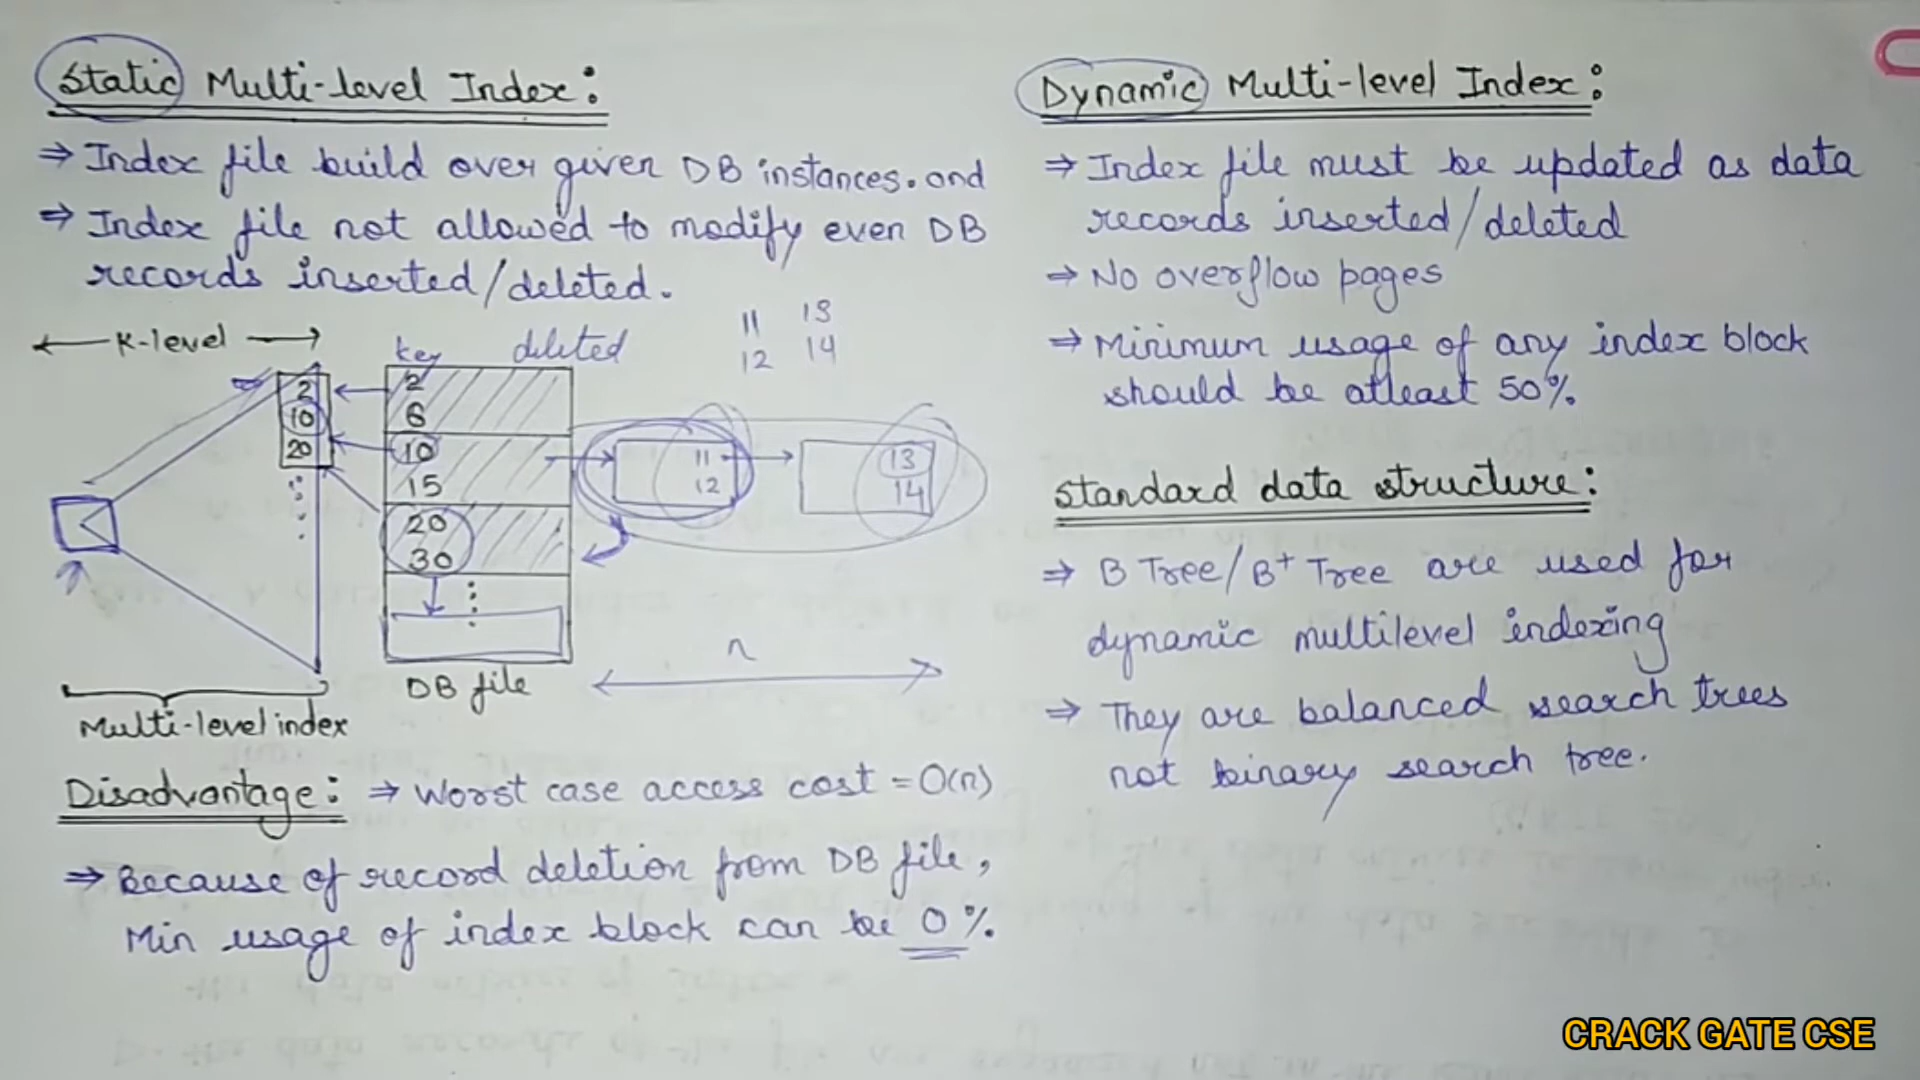 Static Multi-level Index:
⇒ Index file build over given DB instances. and
⇒ Index file not allowed to modify even DB
records inserted/deleted.
← K-level →
key
deleted
11 13
12 14
2
10
20
2
6
10
15
20
30
11
12
13
14
n
DB file
Multi-level index
Disadvantage: ⇒ Worst case access cost = O(n)
⇒ Because of record deletion from DB file,
Min usage of index block can be 0%.
Dynamic Multi-level Index:
⇒ Index file must be updated as data
records inserted/deleted
⇒ No overflow pages
⇒ Minimum usage of any index block
should be atleast 50%.
Standard data structure:
⇒ B Tree/B⁺ Tree are used for
dynamic multilevel indexing
⇒ They are balanced search trees
not binary search tree.
CRACK GATE CSE